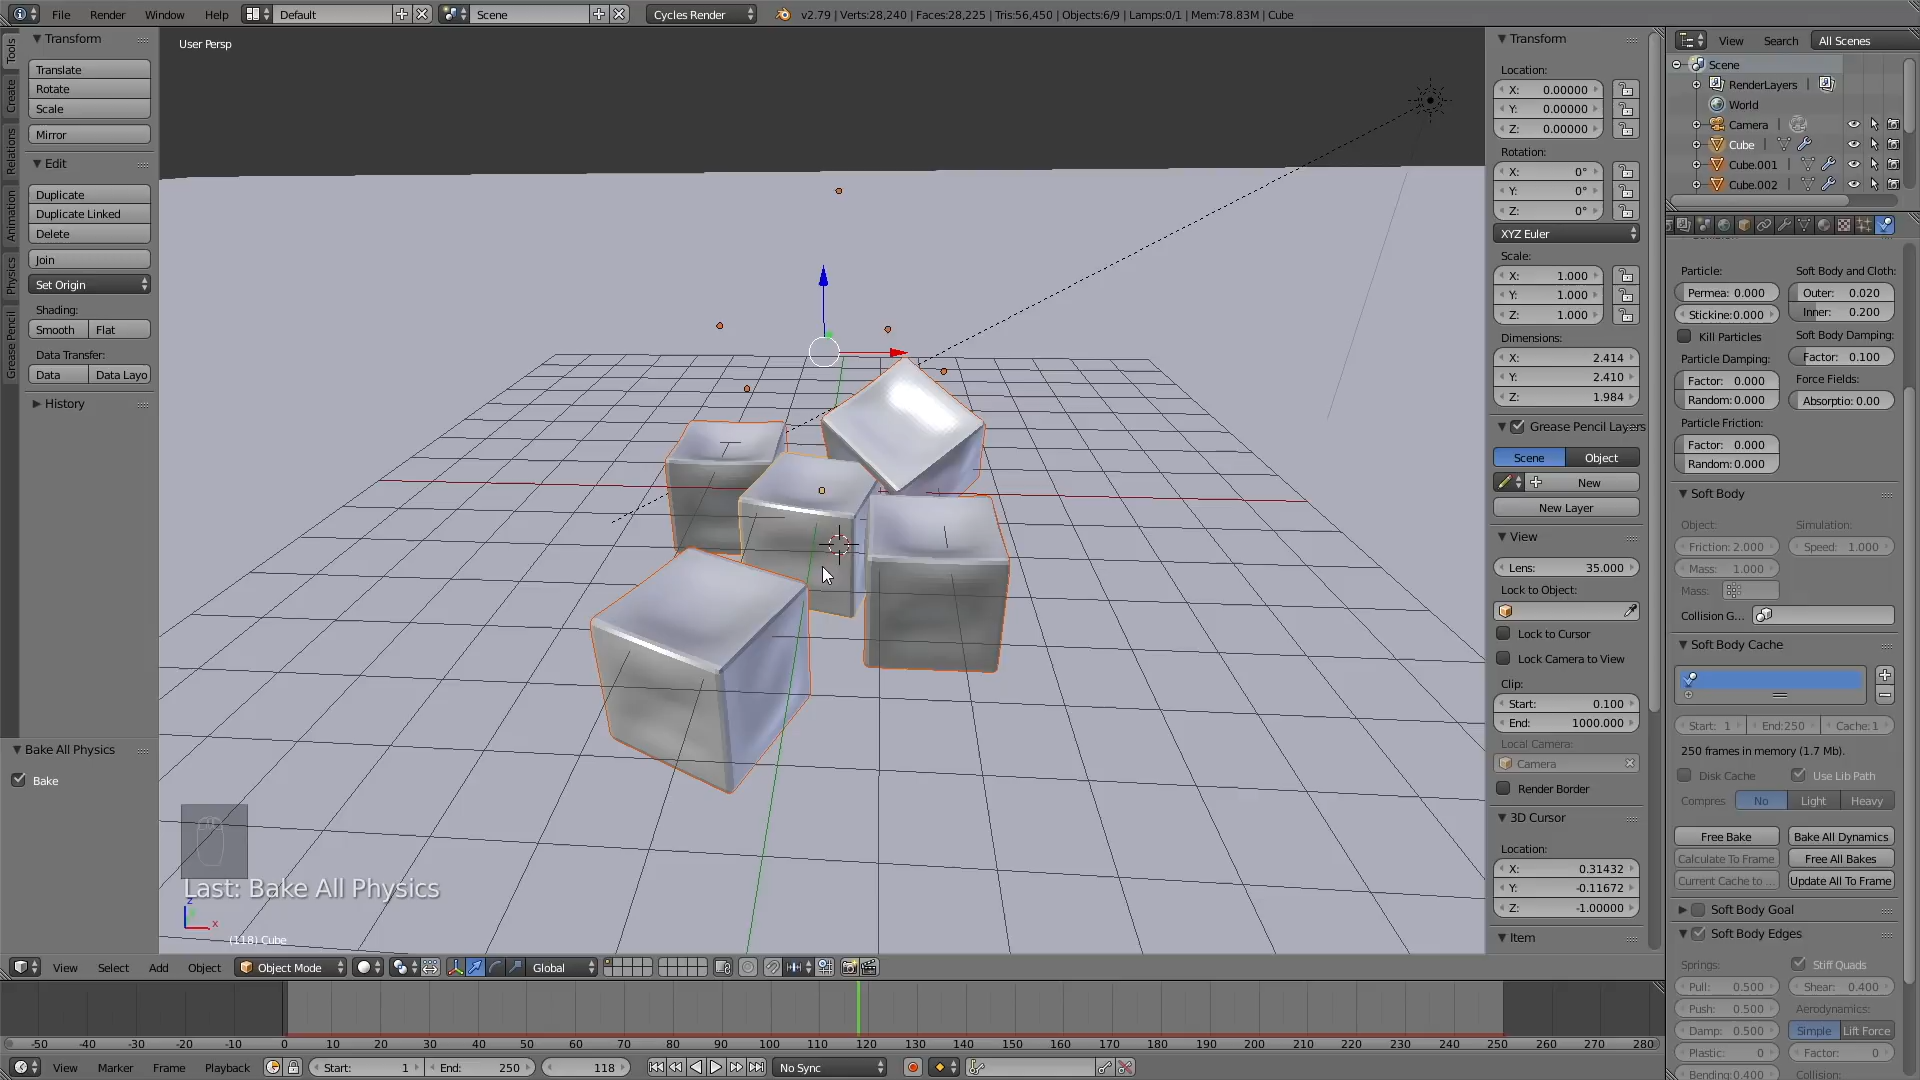 File Render Window Help Default Scene Cycles Render v2.79 | Verts:28,240 | Faces:28,225 | Tris:56,450 | Objects:6/9 | Lamps:0/1 | Mem:78.83M | Cube
Tools
Create
Relations
Animation
Physics
Grease Pencil
Transform
Translate
Rotate
Scale
Mirror
Edit
Duplicate
Duplicate Linked
Delete
Join
Set Origin
Shading:
Smooth Flat
Data Transfer:
Data Data Layo
History
Bake All Physics
Bake
User Persp
Last: Bake All Physics
z
x
(118) Cube
Transform
Location:
X: 0.00000
Y: 0.00000
Z: 0.00000
Rotation:
X: 0°
Y: 0°
Z: 0°
XYZ Euler
Scale:
X: 1.000
Y: 1.000
Z: 1.000
Dimensions:
X: 2.414
Y: 2.410
Z: 1.984
Grease Pencil Layers
Scene Object
New
New Layer
View
Lens: 35.000
Lock to Object:
Lock to Cursor
Lock Camera to View
Clip:
Start: 0.100
End: 1000.000
Local Camera:
Camera
Render Border
3D Cursor
Location:
X: 0.31432
Y: -0.11672
Z: -1.00000
Item
View Search All Scenes
Scene
RenderLayers |
World
Camera |
Cube |
Cube.001 |
Cube.002 |
Particle: Soft Body and Cloth:
Permea: 0.000 Outer: 0.020
Stickine:0.000 Inner: 0.200
Kill Particles Soft Body Damping:
Particle Damping: Factor: 0.100
Factor: 0.000 Force Fields:
Random:0.000 Absorptio: 0.00
Particle Friction:
Factor: 0.000
Random:0.000
Soft Body
Object: Simulation:
Friction: 2.000 Speed: 1.000
Mass: 1.000
Mass:
Collision G...
Soft Body Cache
Start: 1 End:250 Cache:1
250 frames in memory (1.7 Mb).
Disk Cache Use Lib Path
Compres No Light Heavy
Free Bake Bake All Dynamics
Calculate To Frame Free All Bakes
Current Cache to ... Update All To Frame
Soft Body Goal
Soft Body Edges
Springs: Stiff Quads
Pull: 0.500 Shear: 0.400
Push: 0.500 Aerodynamics:
Damp: 0.500 Simple Lift Force
Plastic: 0 Factor: 0
Bending:0.400 Collision:
View Select Add Object Object Mode Global
-50 -40 -30 -20 -10 0 10 20 30 40 50 60 70 80 90 100 110 120 130 140 150 160 170 180 190 200 210 220 230 240 250 260 270 280
View Marker Frame Playback Start: 1 End: 250 118 No Sync